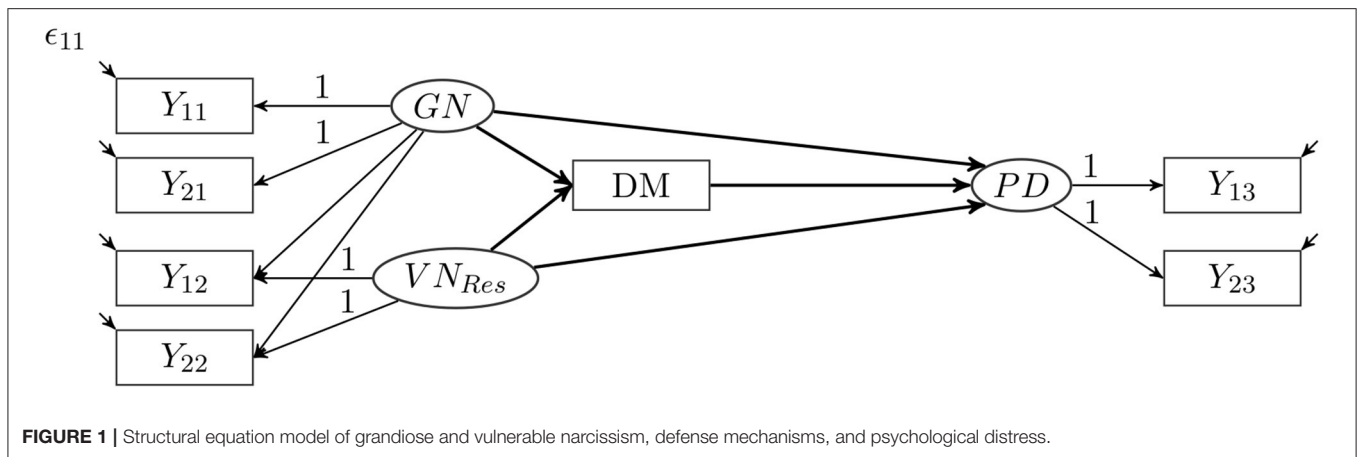 ϵ11
Y11
1
GN
1
Y21
DM
PD
1
Y13
1
Y12
1
VNRes
Y23
1
Y22
FIGURE 1 | Structural equation model of grandiose and vulnerable narcissism, defense mechanisms, and psychological distress.